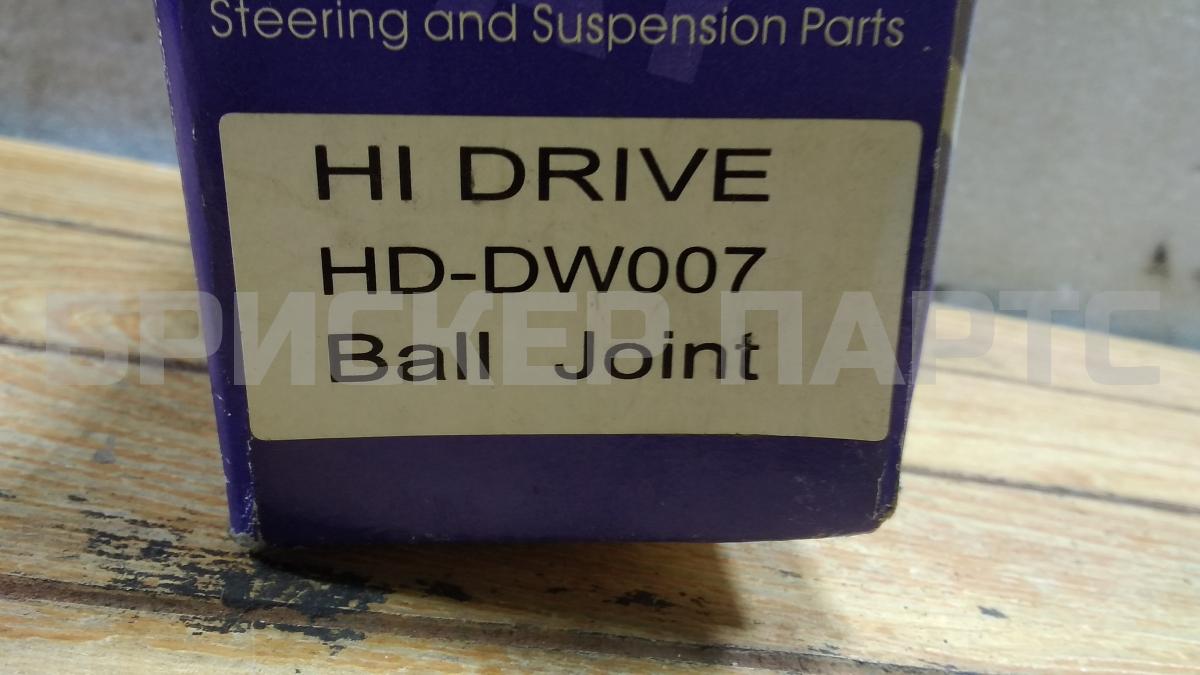 Steering and Suspension Parts
HI DRIVE
HD-DW007
БРИСКЕР ПАРТС
Ball Joint